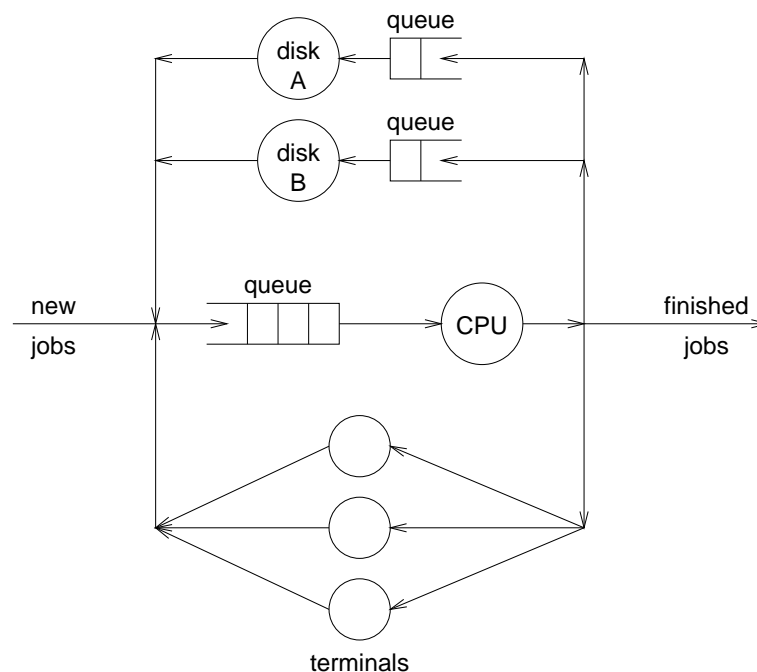 queue
disk
A
queue
disk
B
queue
new
jobs
CPU
finished
jobs
terminals